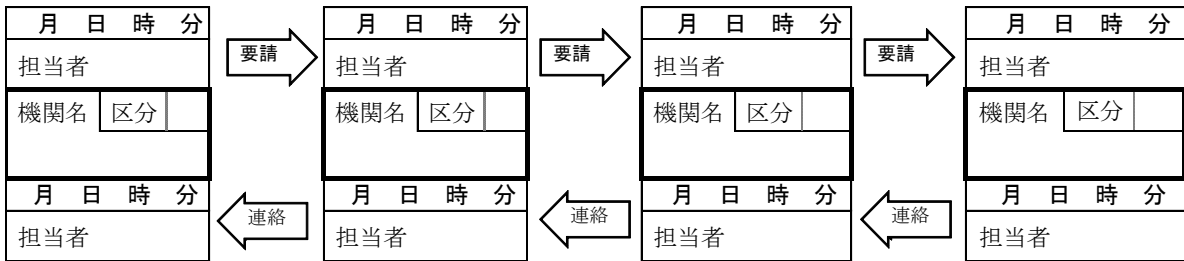 月 日 時 分
担当者
機関名 区分
月 日 時 分
担当者
要請
連絡
月 日 時 分
担当者
機関名 区分
月 日 時 分
担当者
要請
連絡
月 日 時 分
担当者
機関名 区分
月 日 時 分
担当者
要請
連絡
月 日 時 分
担当者
機関名 区分
月 日 時 分
担当者